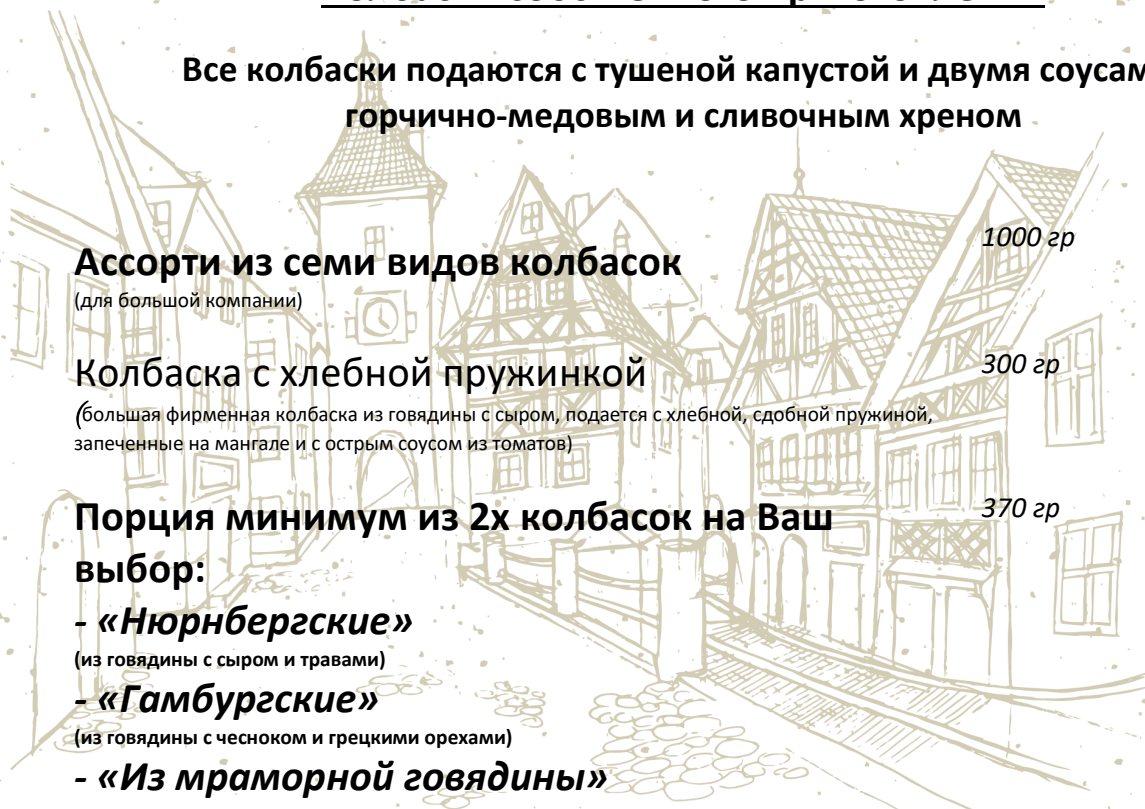 Все колбаски подаются с тушеной капустой и двумя
горчично-медовым и сливочным хреном
Ассорти из семи видов колбасок
1000 гр
(для большой компании)
Колбаска с хлебной пружинкой
300 гр
(большая фирменная колбаска из говядины с сыром, подается с хлебной, сдобной пружиной,
запеченные на мангале и с острым соусом из томатов)
Порция минимум из 2х колбасок на Ваш
370 гр
выбор:
- «Нюрнбергские»
(из говядины с сыром и травами)
- «Гамбургские»
(из говядины с чесноком и грецкими орехами)
- «Из мраморной говядины»